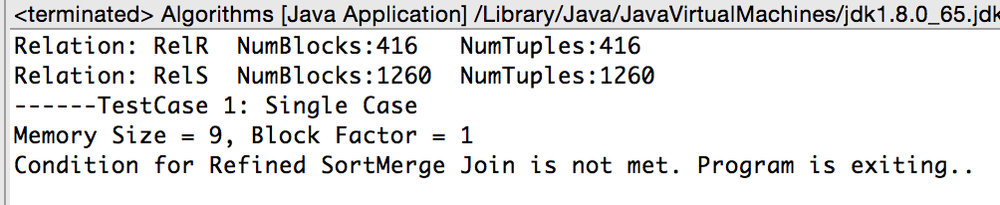 <terminated> Algorithms [Java Application] /Library/Java/JavaVirtualMachines/jdk1.8.0_65.jdk
Relation: RelR  NumBlocks:416   NumTuples:416
Relation: RelS  NumBlocks:1260  NumTuples:1260
------TestCase 1: Single Case
Memory Size = 9, Block Factor = 1
Condition for Refined SortMerge Join is not met. Program is exiting..